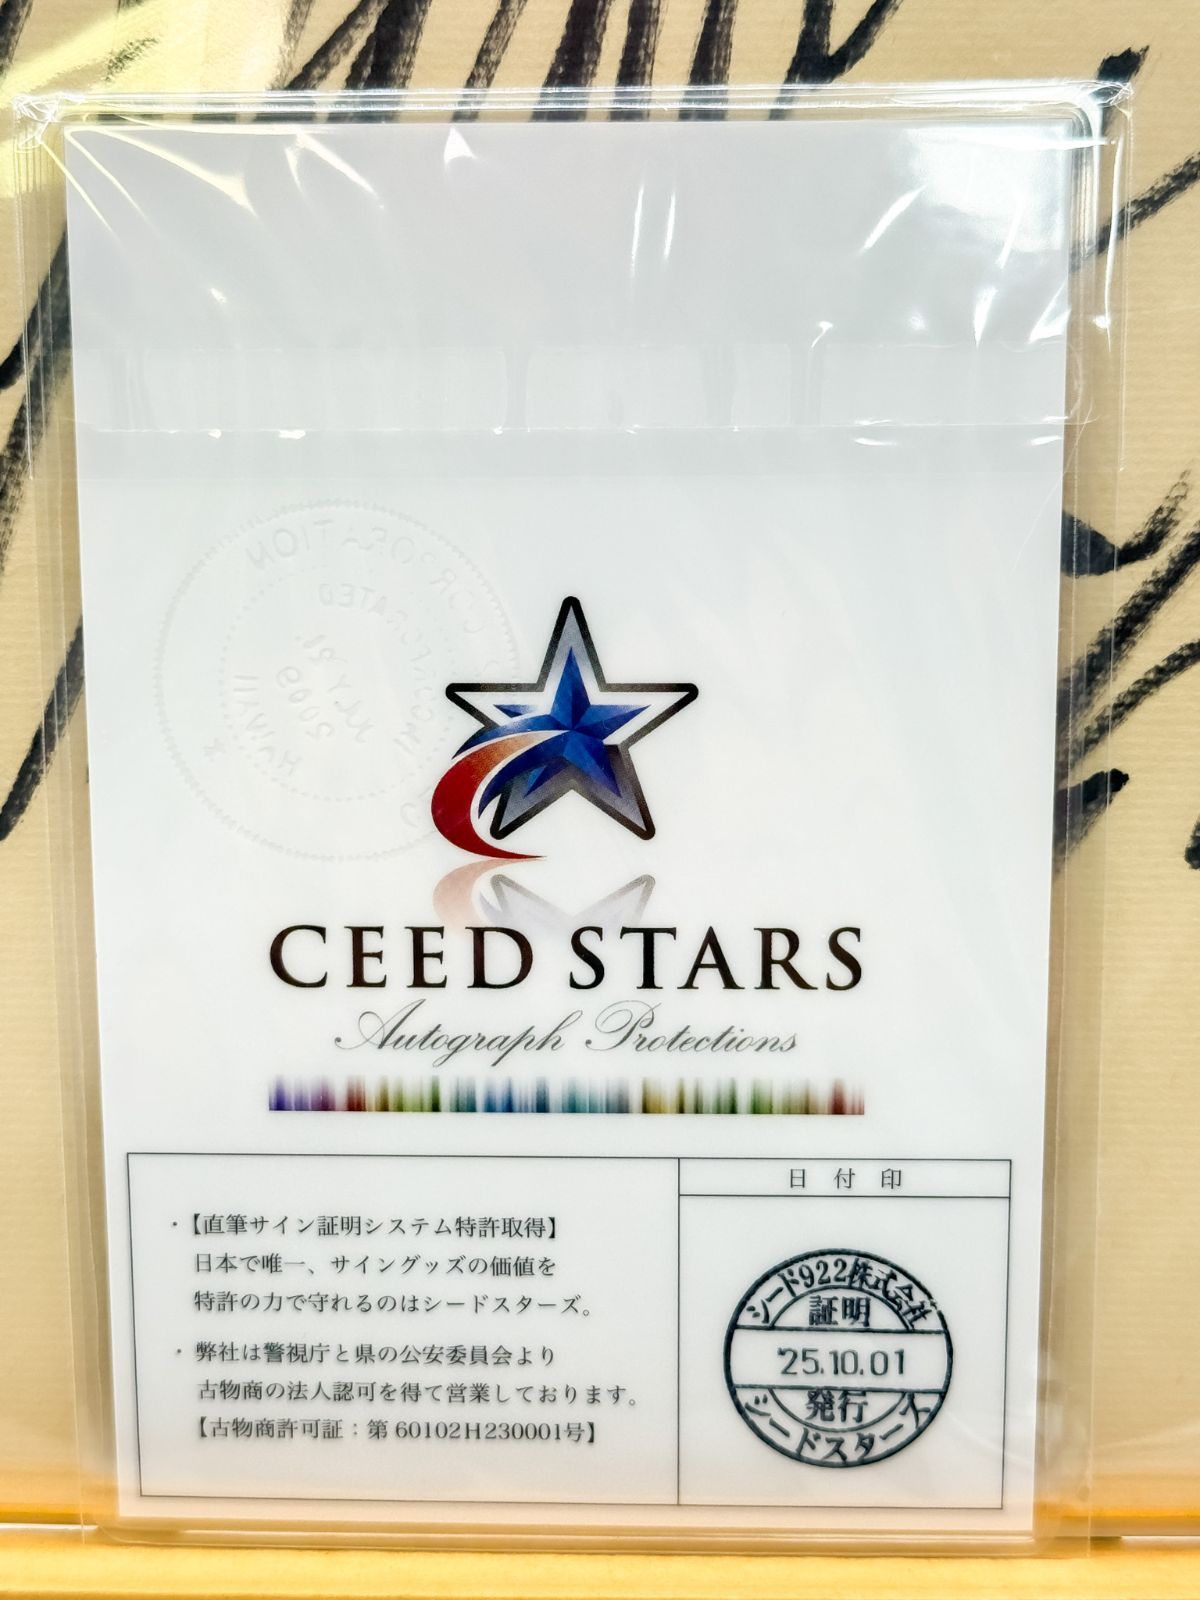 CORPORATION
INCORPORATED
JULY 21,
2009
HAWAII
CEED STARS
Autograph Protections
・【直筆サイン証明システム特許取得】
日本で唯一、サイングッズの価値を
特許の力で守れるのはシードスターズ。
・弊社は警視庁と県の公安委員会より
古物商の法人認可を得て営業しております。
【古物商許可証：第 60102H230001号】
日 付 印
シード922株式会社
証明
'25.10.01
発行
シードスターズ